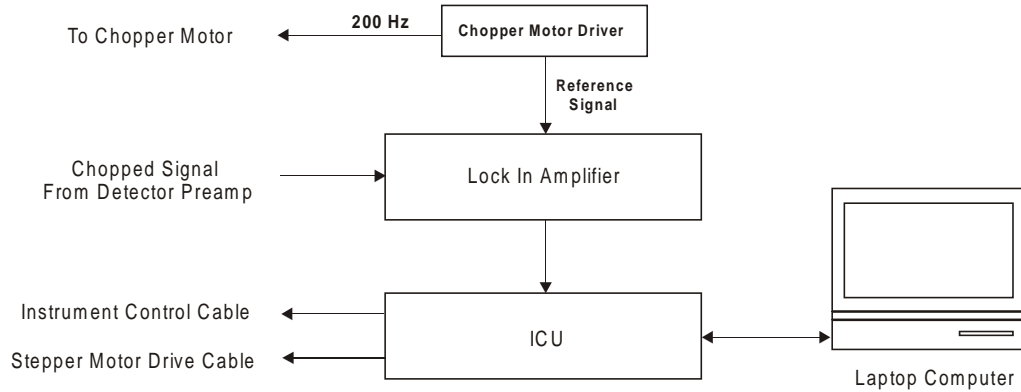 200 Hz
To Chopper Motor
Chopper Motor Driver
Reference
Signal
Chopped Signal
From Detector Preamp
Lock In Amplifier
Instrument Control Cable
ICU
Stepper Motor Drive Cable
Laptop Computer